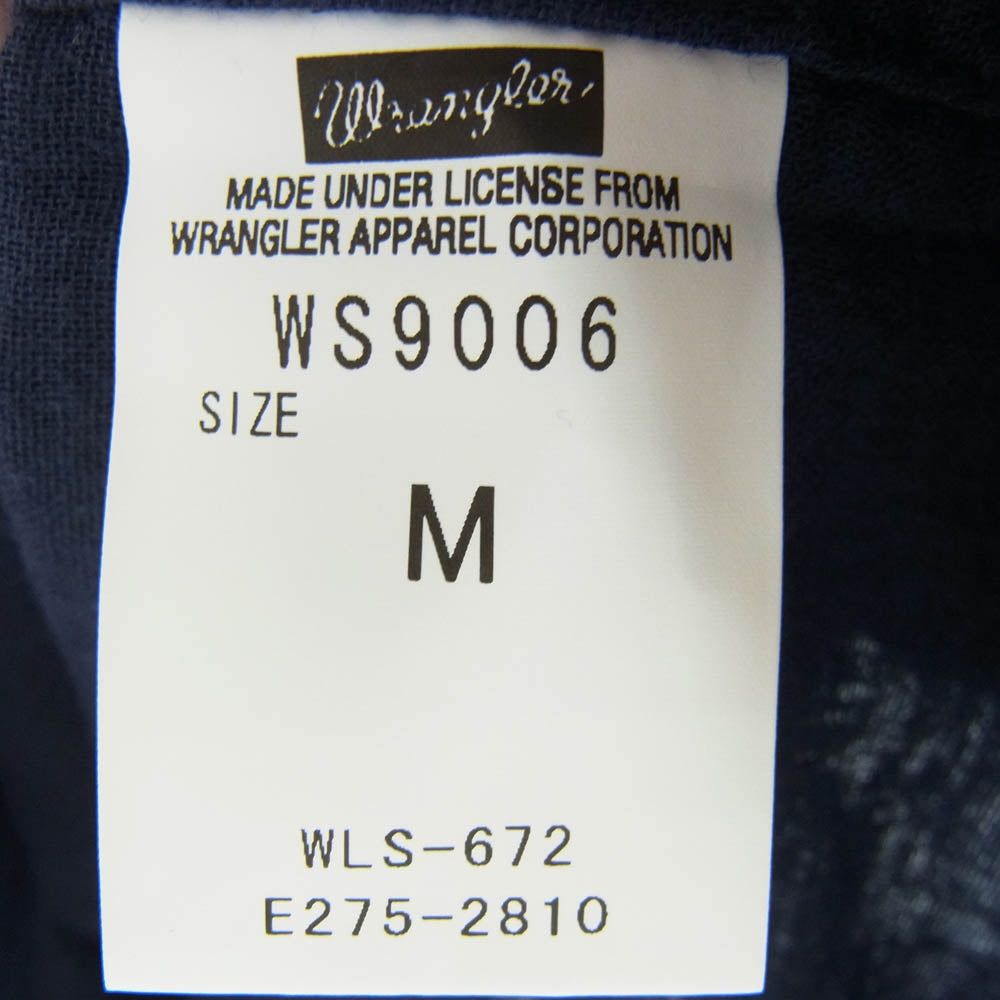 Wrangler
MADE UNDER LICENSE FROM
WRANGLER APPAREL CORPORATION
WS9006
SIZE
M
WLS-672
E275-2810